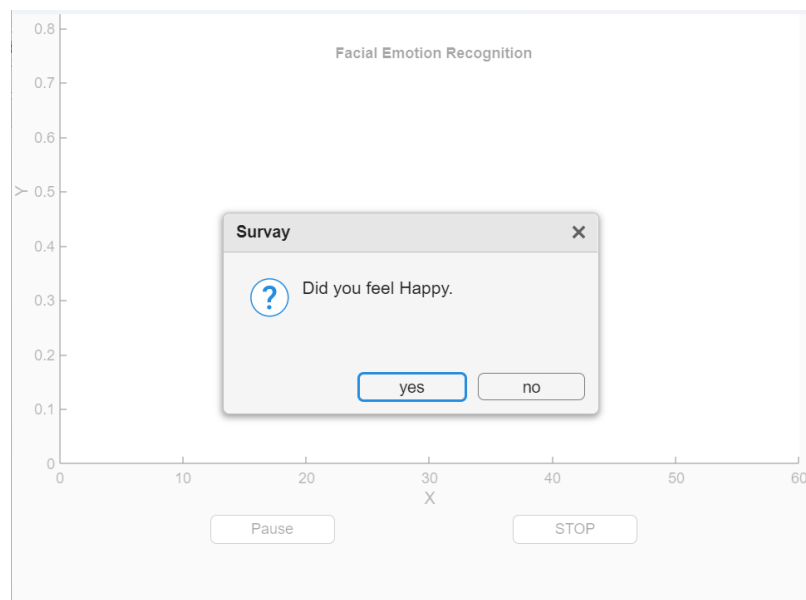 0.8
Facial Emotion Recognition
0.7
0.6
Y
0.5
Survay
0.4
?
Did you feel Happy.
0.3
0.2
yes no
0.1
0
0 10 20 30 40 50 60
X
Pause STOP